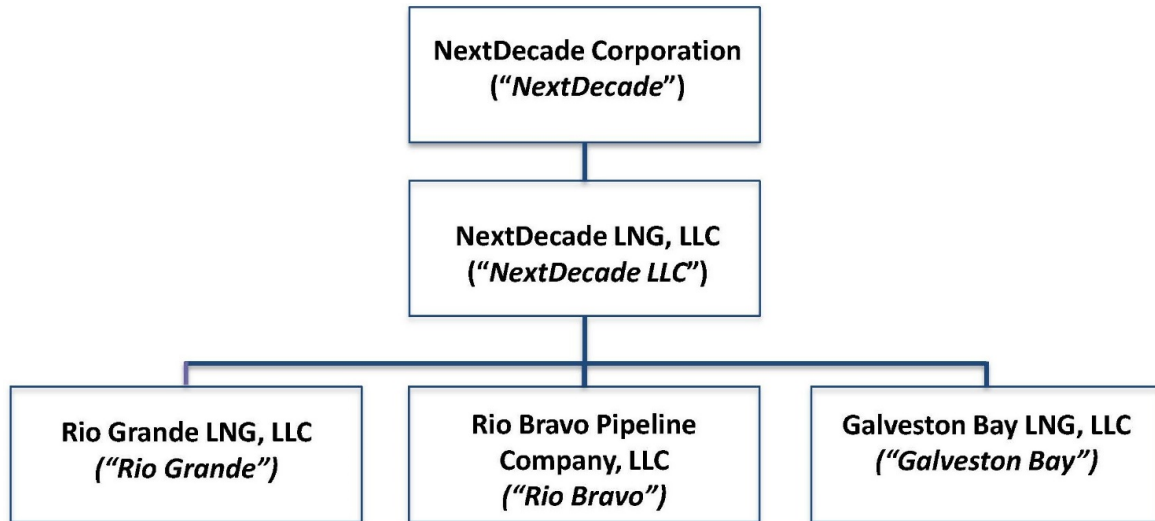 NextDecade Corporation
(“NextDecade”)
NextDecade LNG, LLC
(“NextDecade LLC”)
Rio Grande LNG, LLC
(“Rio Grande”)
Rio Bravo Pipeline
Company, LLC
(“Rio Bravo”)
Galveston Bay LNG, LLC
(“Galveston Bay”)